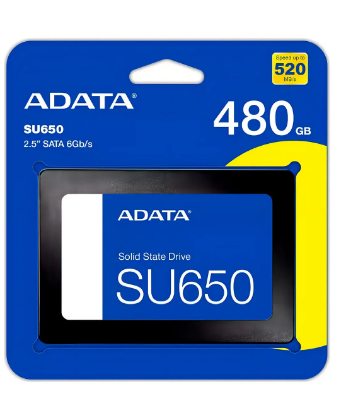 Speed up to
520
MB/s
ADATA®
480GB
SU650
2.5" SATA 6Gb/s
ADATA®
Solid State Drive
SU650